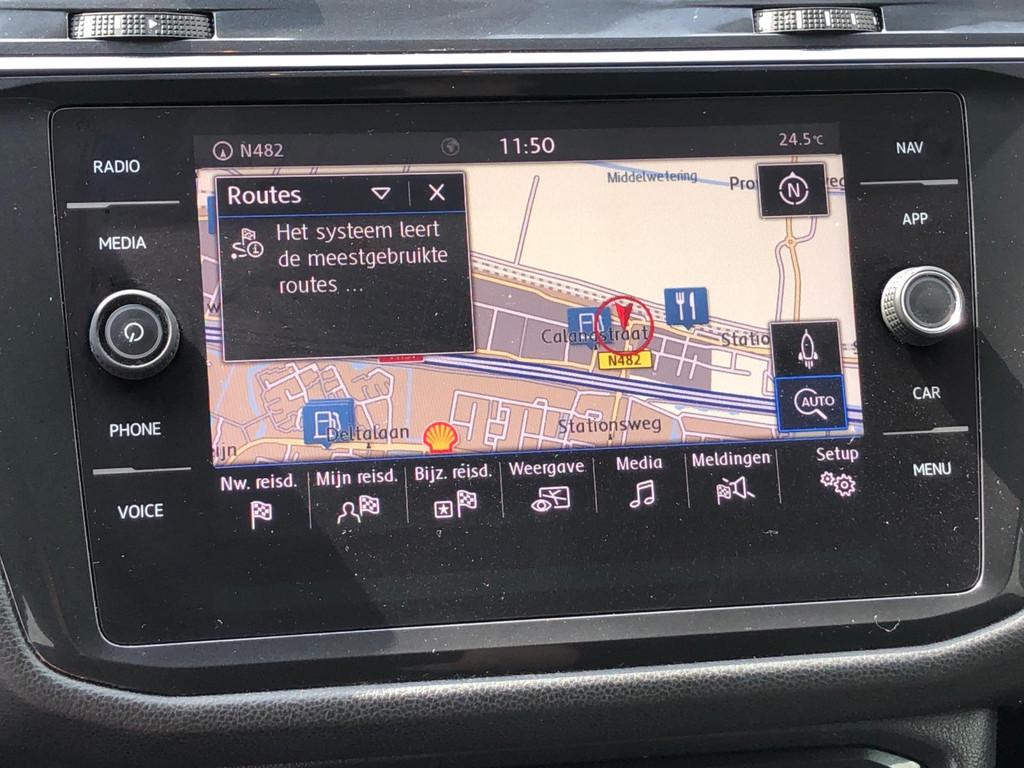 RADIO
MEDIA
PHONE
VOICE
N482
11:50
24.5°C
Routes
Het systeem leert
de meestgebruikte
routes ...
Middelwetering
Pro
N
Calandstraat
N482
Statio
AUTO
Deltalaan
Stationsweg
Nw. reisd.
Mijn reisd.
Bijz. reisd.
Weergave
Media
Meldingen
Setup
NAV
APP
CAR
MENU